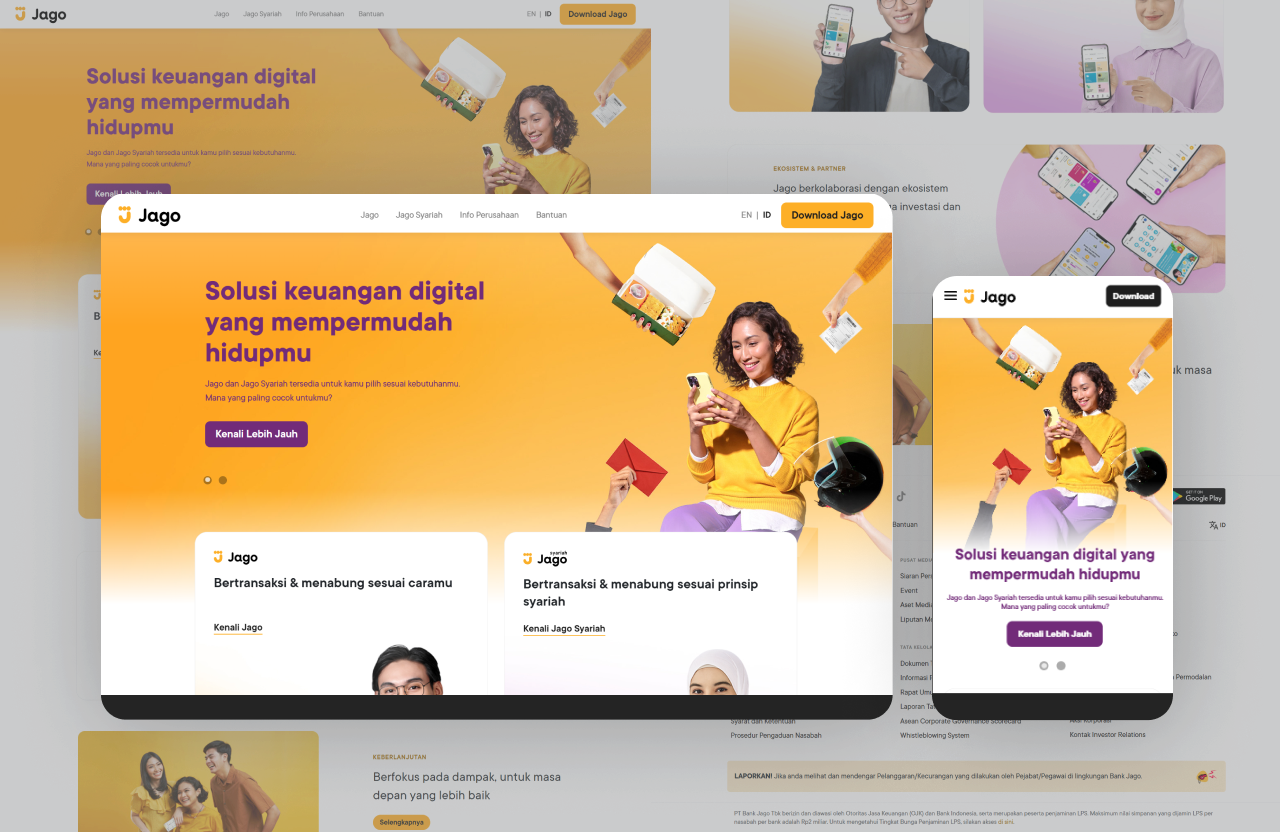 Jago
Jago
Jago Syariah
Info Perusahaan
Bantuan
EN | ID
Download Jago
Solusi keuangan digital
yang mempermudah
hidupmu
Jago dan Jago Syariah tersedia untuk kamu pilih sesuai kebutuhanmu.
Mana yang paling cocok untukmu?
Kenali Lebih Jauh
EKOSISTEM & PARTNER
Jago berkolaborasi dengan ekosistem
investasi dan
Jago
Jago
Jago Syariah
Info Perusahaan
Bantuan
EN | ID
Download Jago
Solusi keuangan digital
yang mempermudah
hidupmu
Jago dan Jago Syariah tersedia untuk kamu pilih sesuai kebutuhanmu.
Mana yang paling cocok untukmu?
Kenali Lebih Jauh
Jago
Bertransaksi & menabung sesuai caramu
Kenali Jago
syariah
Jago
Bertransaksi & menabung sesuai prinsip
syariah
Kenali Jago Syariah
Jago
Download
Solusi keuangan digital yang
mempermudah hidupmu
Jago dan Jago Syariah tersedia untuk kamu pilih sesuai kebutuhanmu.
Mana yang paling cocok untukmu?
Kenali Lebih Jauh
masa
GET IT ON
Google Play
Bantuan
ID
PUSAT MEDIA
Siaran
Event
Aset Media
Liputan
TATA KELOLA
Dokumen
Informasi
Rapat Umum
Laporan
Permodalan
Syarat dan Ketentuan
Prosedur Pengaduan Nasabah
Asean Corporate Governance Scorecard
Whistleblowing System
Aksi Korporasi
Kontak Investor Relations
KEBERLANJUTAN
Berfokus pada dampak, untuk masa
depan yang lebih baik
Selengkapnya
LAPORKAN! Jika anda melihat dan mendengar Pelanggaran/Kecurangan yang dilakukan oleh Pejabat/Pegawai di lingkungan Bank Jago.
PT Bank Jago Tbk berizin dan diawasi oleh Otoritas Jasa Keuangan (OJK) dan Bank Indonesia, serta merupakan peserta penjaminan LPS. Maksimum nilai simpanan yang dijamin LPS per
nasabah per bank adalah Rp2 miliar. Untuk mengetahui Tingkat Bunga Penjaminan LPS, silakan akses di sini.